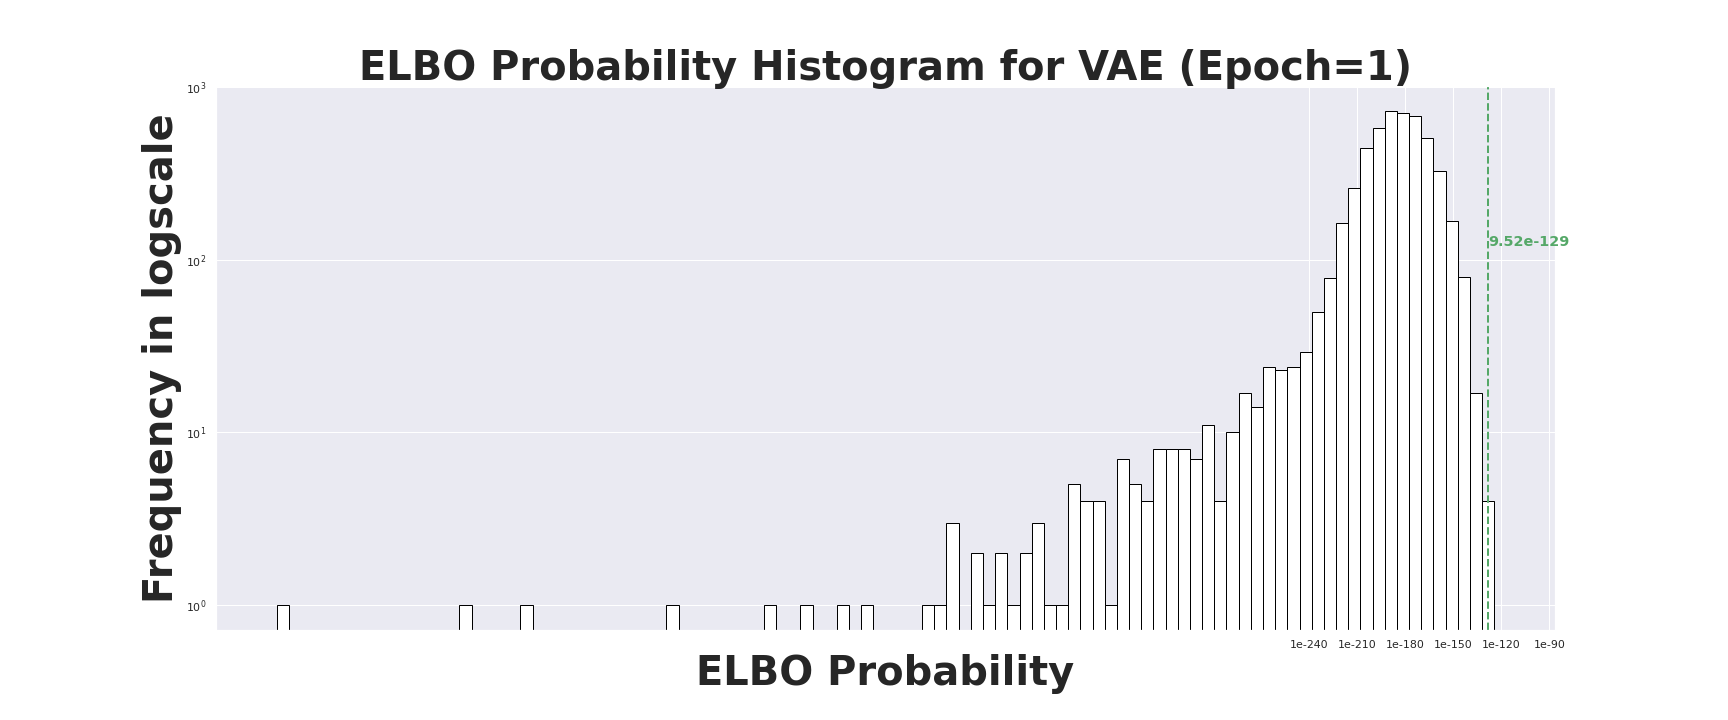 ELBO Probability Histogram for VAE (Epoch=1)
Frequency in logscale
10³
10²
10¹
10⁰
9.52e-129
1e-240 1e-210 1e-180 1e-150 1e-120 1e-90
ELBO Probability